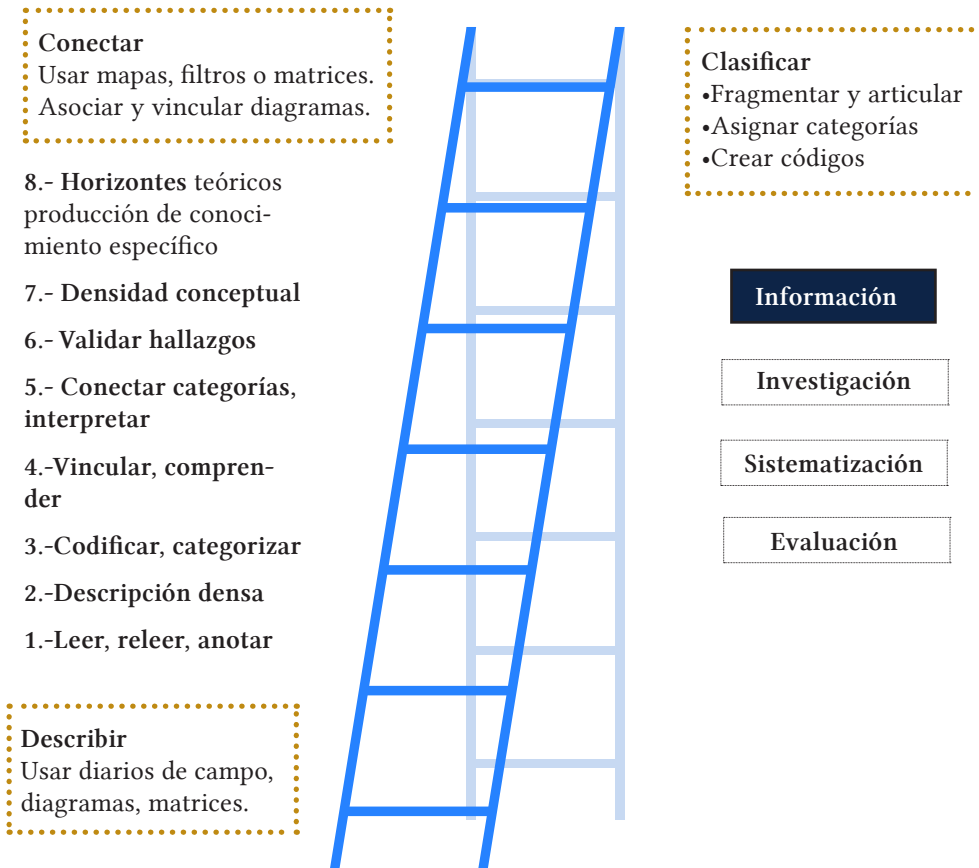 Conectar
Usar mapas, filtros o matrices.
Asociar y vincular diagramas.
8.- Horizontes teóricos
producción de conoci-
miento específico
7.- Densidad conceptual
6.- Validar hallazgos
5.- Conectar categorías,
interpretar
4.-Vincular, compren-
der
3.-Codificar, categorizar
2.-Descripción densa
1.-Leer, releer, anotar
Describir
Usar diarios de campo,
diagramas, matrices.
Clasificar
•Fragmentar y articular
•Asignar categorías
•Crear códigos
Información
Investigación
Sistematización
Evaluación